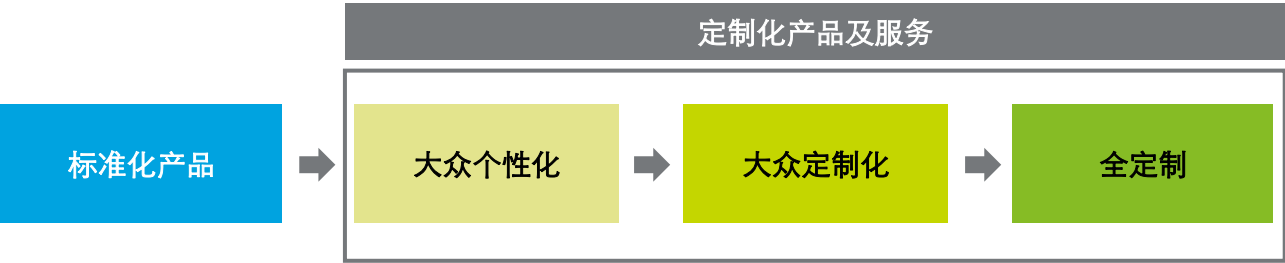 定制化产品及服务
标准化产品
大众个性化
大众定制化
全定制